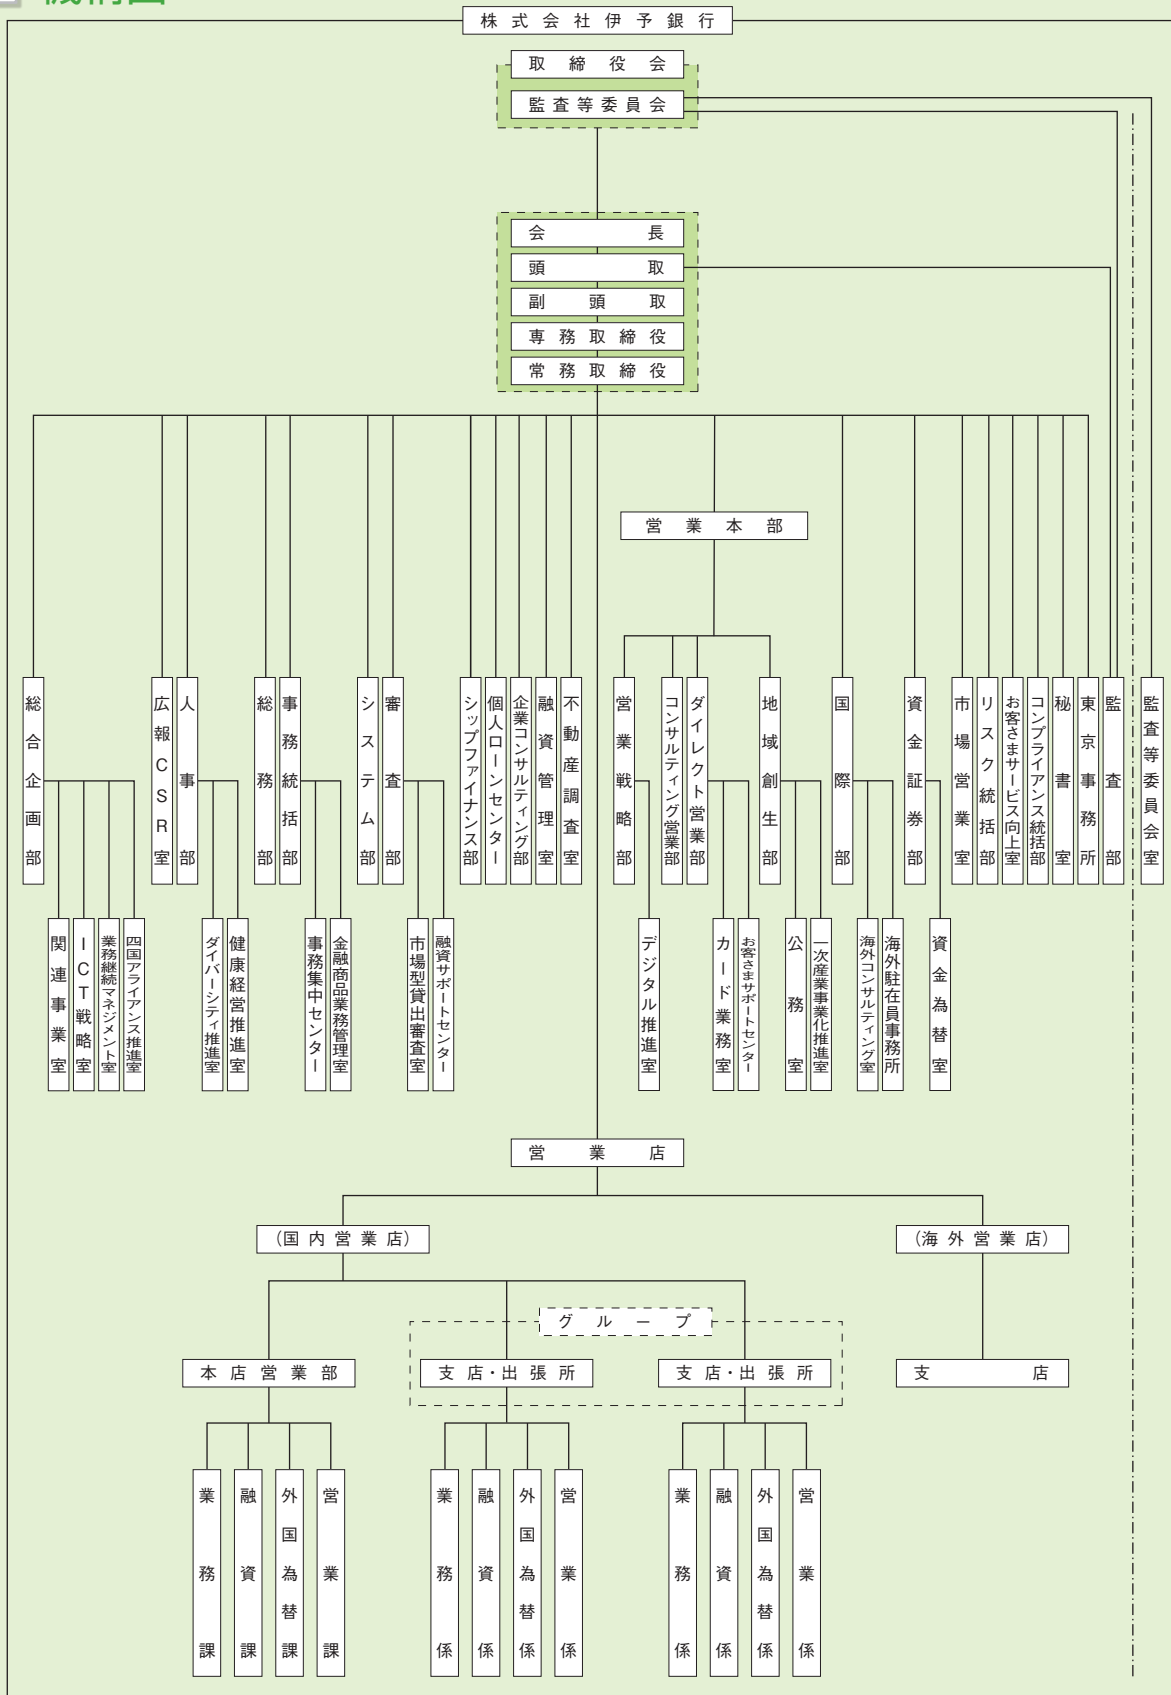 機構図
株式会社伊予銀行
取締役会
監査等委員会
会長
頭取
副頭取
専務取締役
常務取締役
営業本部
総合企画部
広報CSR室
人事部
総務部
事務統括部
システム部
審査部
シップファイナンス部
個人ローンセンター
企業コンサルティング部
融資管理室
不動産調査室
営業戦略部
コンサルティング営業部
ダイレクト営業部
地域創生部
国際部
資金証券部
市場営業室
リスク統括部
お客さまサービス向上室
コンプライアンス統括部
秘書室
東京事務所
監査部
監査等委員会室
関連事業室
ICT戦略室
業務継続マネジメント室
四国アライアンス推進室
ダイバーシティ推進室
健康経営推進室
事務集中センター
金融商品業務管理室
市場型貸出審査室
融資サポートセンター
デジタル推進室
カード業務室
お客さまサポートセンター
公務室
一次産業事業化推進室
海外コンサルティング室
海外駐在員事務所
資金為替室
営業店
（国内営業店）
（海外営業店）
グループ
本店営業部
支店・出張所
支店・出張所
支店
業務課
融資課
外国為替課
営業課
業務係
融資係
外国為替係
営業係
業務係
融資係
外国為替係
営業係